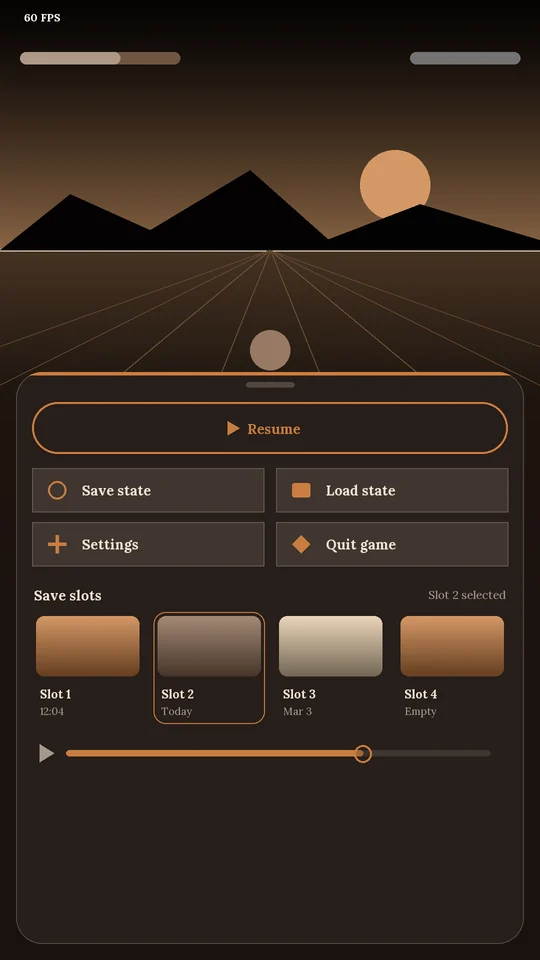 60 FPS
Resume
Save state
Load state
Settings
Quit game
Save slots
Slot 2 selected
Slot 1
Slot 2
Slot 3
Slot 4
12:04
Today
Mar 3
Empty